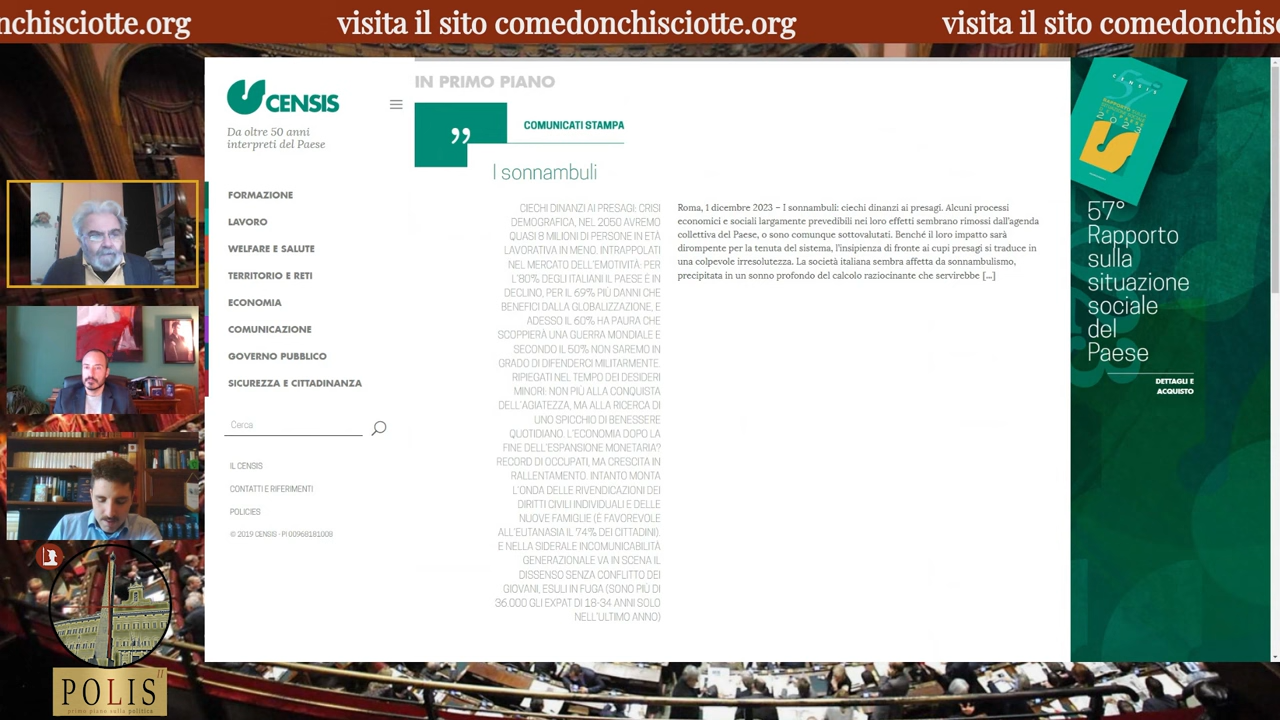 nchisciotte.org
visita il sito comedonchisciotte.org
visita il sito comedonchisc
CENSIS
Da oltre 50 anni
interpreti del Paese
FORMAZIONE
LAVORO
WELFARE E SALUTE
TERRITORIO E RETI
ECONOMIA
COMUNICAZIONE
GOVERNO PUBBLICO
SICUREZZA E CITTADINANZA
Cerca
IL CENSIS
CONTATTI E RIFERIMENTI
POLICIES
© 2019 CENSIS - PI 00968181008
IN PRIMO PIANO
COMUNICATI STAMPA
I sonnambuli
CIECHI DINANZI AI PRESAGI: CRISI
DEMOGRAFICA, NEL 2050 AVREMO
QUASI 8 MILIONI DI PERSONE IN ETÀ
LAVORATIVA IN MENO. INTRAPPOLATI
NEL MERCATO DELL'EMOTIVITÀ: PER
L'80% DEGLI ITALIANI IL PAESE È IN
DECLINO, PER IL 69% PIÙ DANNI CHE
BENEFICI DALLA GLOBALIZZAZIONE, E
ADESSO IL 60% HA PAURA CHE
SCOPPIERÀ UNA GUERRA MONDIALE E
SECONDO IL 50% NON SAREMO IN
GRADO DI DIFENDERCI MILITARMENTE.
RIPIEGATI NEL TEMPO DEI DESIDERI
MINORI: NON PIÙ ALLA CONQUISTA
DELL'AGIATEZZA, MA ALLA RICERCA DI
UNO SPICCHIO DI BENESSERE
QUOTIDIANO. L'ECONOMIA DOPO LA
FINE DELL'ESPANSIONE MONETARIA?
RECORD DI OCCUPATI, MA CRESCITA IN
RALLENTAMENTO. INTANTO MONTA
L'ONDA DELLE RIVENDICAZIONI DEI
DIRITTI CIVILI INDIVIDUALI E DELLE
NUOVE FAMIGLIE (È FAVOREVOLE
ALL'EUTANASIA IL 74% DEI CITTADINI).
E NELLA SIDERALE INCOMUNICABILITÀ
GENERAZIONALE VA IN SCENA IL
DISSENSO SENZA CONFLITTO DEI
GIOVANI, ESULI IN FUGA (SONO PIÙ DI
36.000 GLI EXPAT DI 18-34 ANNI SOLO
NELL'ULTIMO ANNO)
Roma, 1 dicembre 2023 – I sonnambuli: ciechi dinanzi ai presagi. Alcuni processi
economici e sociali largamente prevedibili nei loro effetti sembrano rimossi dall'agenda
collettiva del Paese, o sono comunque sottovalutati. Benché il loro impatto sarà
dirompente per la tenuta del sistema, l'insipienza di fronte ai cupi presagi si traduce in
una colpevole irresolutezza. La società italiana sembra affetta da sonnambulismo,
precipitata in un sonno profondo del calcolo raziocinante che servirebbe [...]
CENSIS
57°
2023
57°
Rapporto
sulla
situazione
sociale
del
Paese
DETTAGLI E
ACQUISTO
POLIS II
primo piano sulla politica